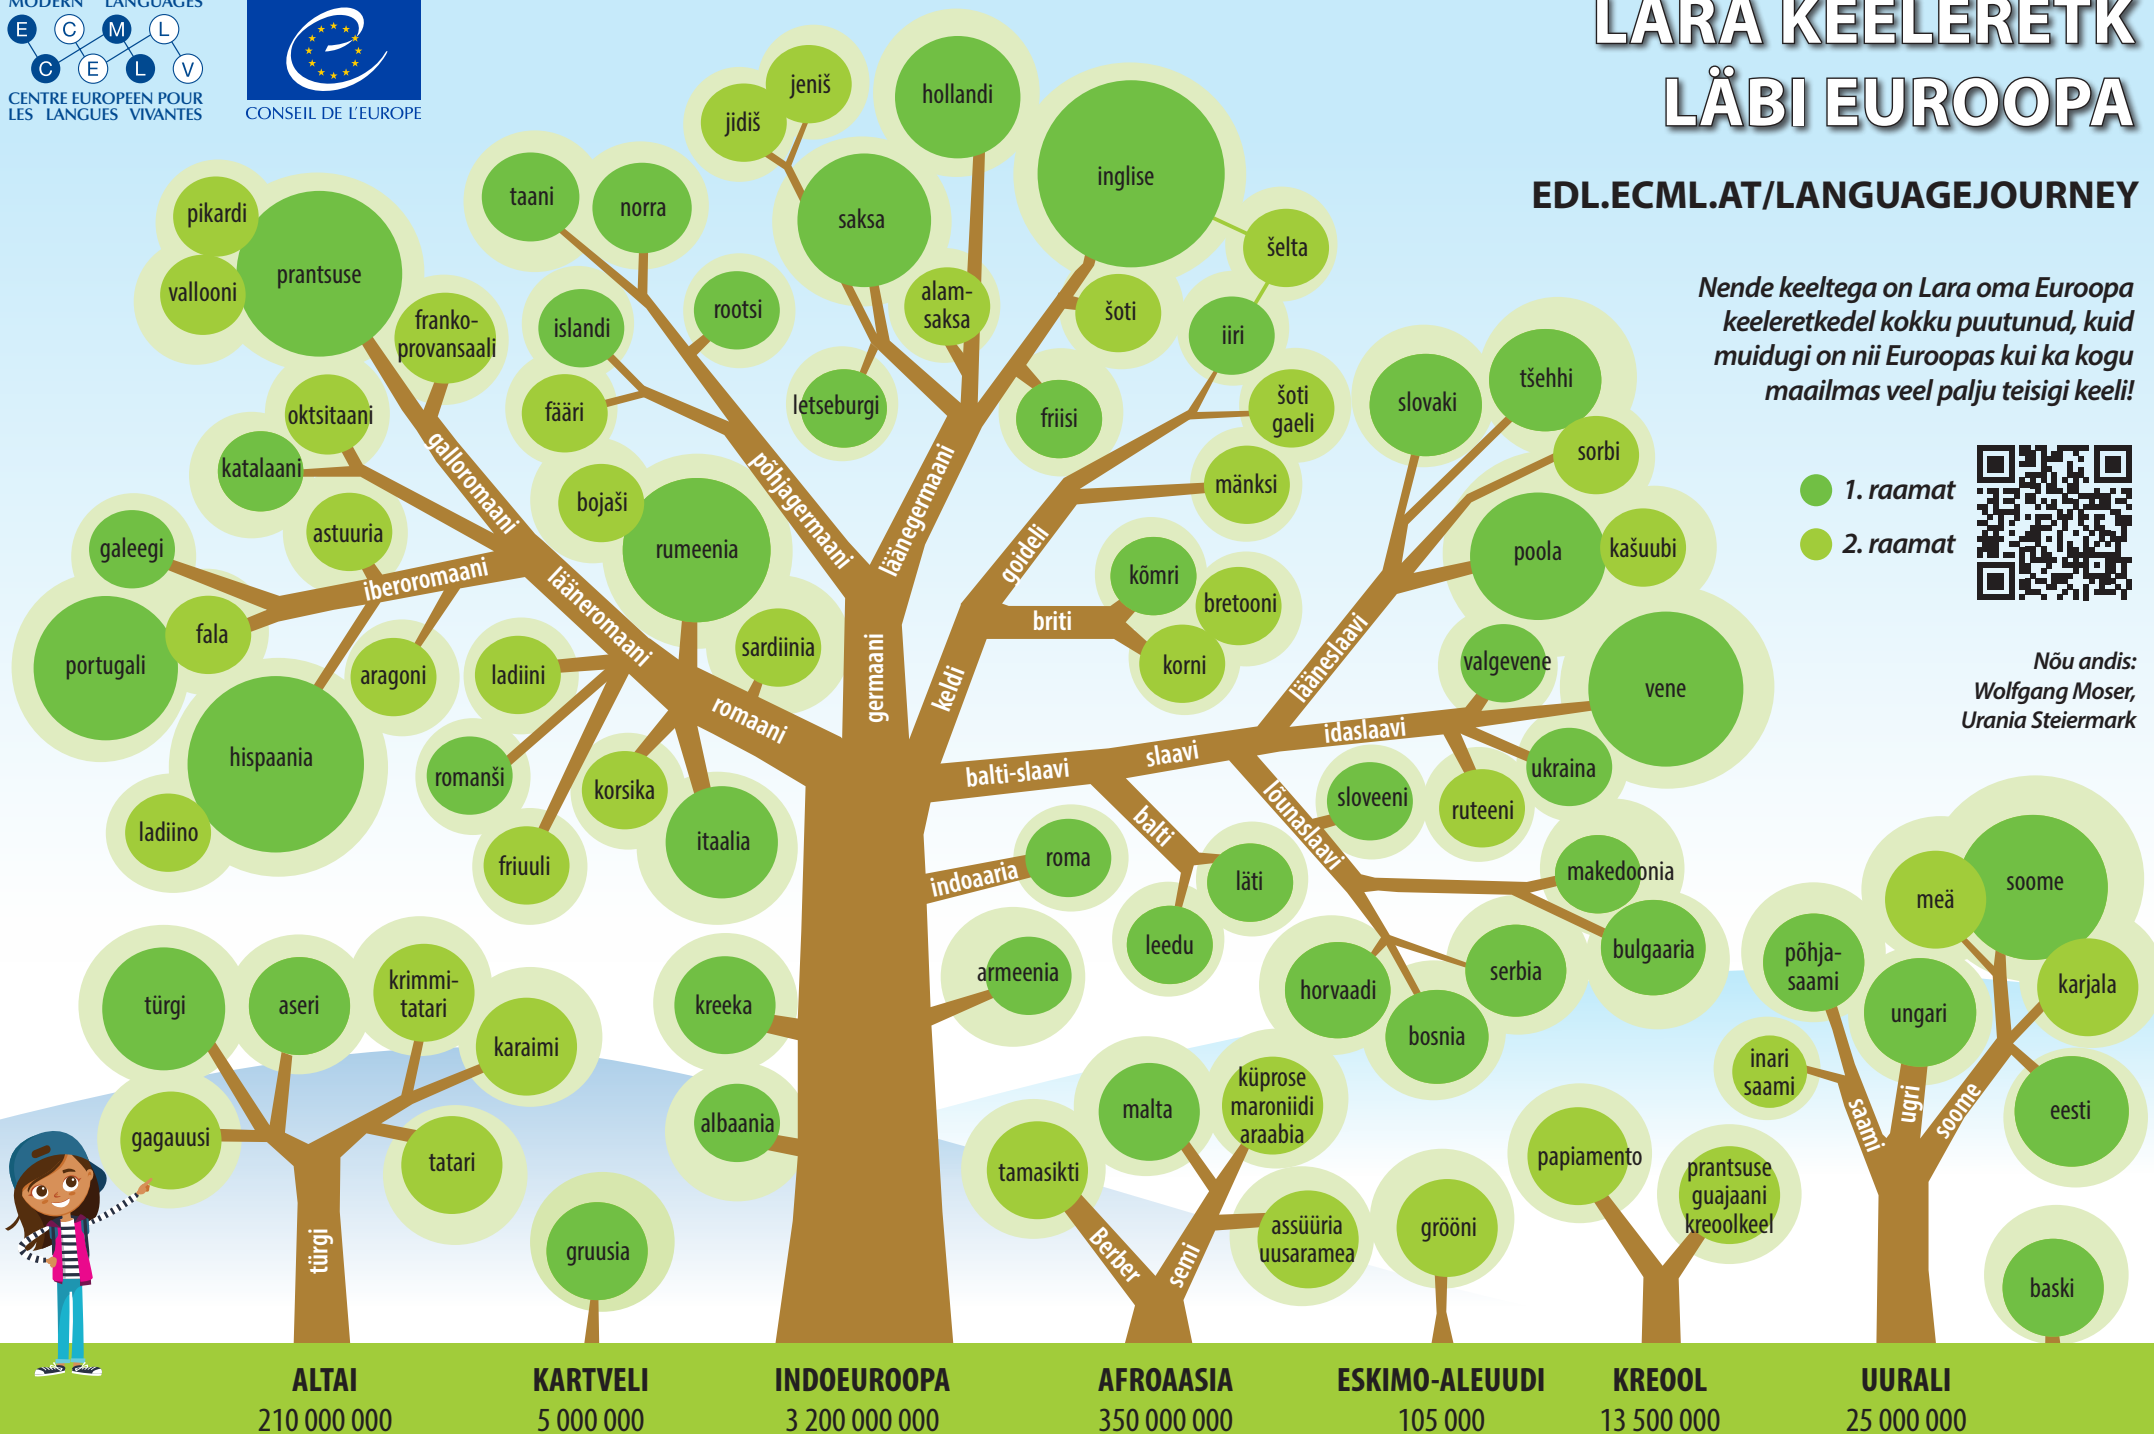 MODERN LANGUAGES
E C M L
C E L V
CENTRE EUROPEEN POUR
LES LANGUES VIVANTES
CONSEIL DE L'EUROPE
LARA KEELERETK
LÄBI EUROOPA
EDL.ECML.AT/LANGUAGEJOURNEY
Nende keeltega on Lara oma Euroopa
keeleretkedel kokku puutunud, kuid
muidugi on nii Euroopas kui ka kogu
maailmas veel palju teisigi keeli!
1. raamat
2. raamat
Nõu andis:
Wolfgang Moser,
Urania Steiermark
pikardi
vallooni
prantsuse
franko-
provansaali
oktsitaani
katalaani
galloromaani
astuuria
galeegi
iberoromaani
fala
portugali
aragoni
hispaania
ladiino
lääneromaani
ladiini
romanši
friuuli
korsika
itaalia
romaani
sardiinia
rumeenia
bojaši
taani
norra
islandi
fääri
rootsi
põhjagermaani
jidiš
jeniš
saksa
hollandi
alam-
saksa
letseburgi
inglise
šelta
šoti
friisi
läänegermaani
germaani
iiri
šoti
gaeli
mänksi
goideli
kõmri
bretooni
korni
briti
keldi
slovaki
tšehhi
sorbi
poola
kašuubi
lääneslaavi
valgevene
vene
ukraina
ruteeni
idaslaavi
slaavi
balti-slaavi
balti
läti
leedu
lõunaslaavi
sloveeni
makedoonia
bulgaaria
serbia
horvaadi
bosnia
indoaaria
roma
armeenia
kreeka
albaania
türgi
aseri
krimmi-
tatari
karaimi
gagauusi
tatari
türgi
gruusia
tamasikti
malta
küprose
maroniidi
araabia
assüüria
uusaramea
Berber
semi
grööni
papiamento
prantsuse
guajaani
kreoolkeel
meä
soome
karjala
põhja-
saami
ungari
inari
saami
eesti
saami
ugri
soome
baski
ALTAI
210 000 000
KARTVELI
5 000 000
INDOEUROOPA
3 200 000 000
AFROAASIA
350 000 000
ESKIMO-ALEUUDI
105 000
KREOOL
13 500 000
UURALI
25 000 000